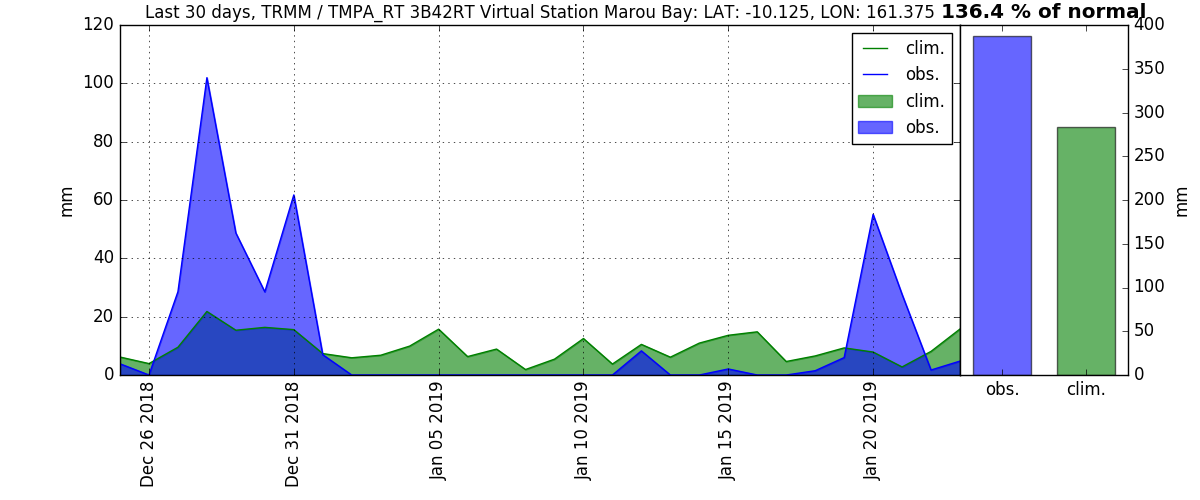 Last 30 days, TRMM / TMPA_RT 3B42RT Virtual Station Marou Bay: LAT: -10.125, LON: 161.375 136.4 % of normal
120
100
80
60
40
20
0
mm
clim.
obs.
clim.
obs.
Dec 26 2018
Dec 31 2018
Jan 05 2019
Jan 10 2019
Jan 15 2019
Jan 20 2019
400
350
300
250
200
150
100
50
0
mm
obs.
clim.